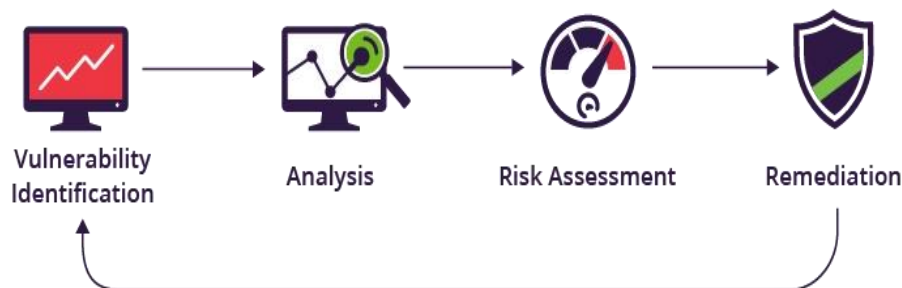 Vulnerability
Identification
Analysis
Risk Assessment
Remediation